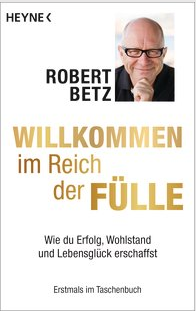 HEYNE <
ROBERT
BETZ
WILLKOMMEN
im Reich
der FÜLLE
Wie du Erfolg, Wohlstand
und Lebensglück erschaffst
Erstmals im Taschenbuch